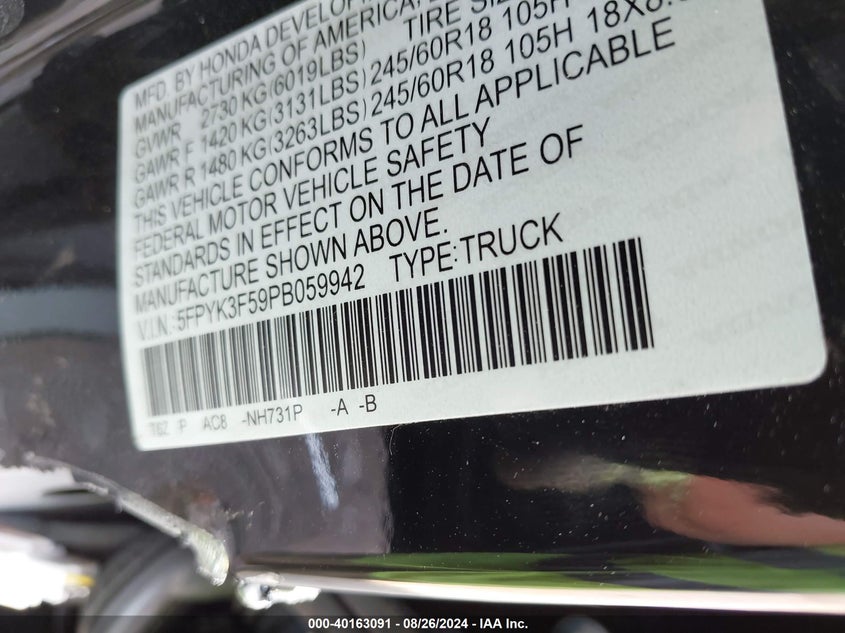 MFD. BY HONDA DEVELOPM
MANUFACTURING OF AMERICA,
GVWR 2730 KG (6019LBS) TIRE SIZE
GAWR F 1420 KG (3131LBS) 245/60R18 105H
GAWR R 1480 KG (3263LBS) 245/60R18 105H 18X8.
THIS VEHICLE CONFORMS TO ALL APPLICABLE
FEDERAL MOTOR VEHICLE SAFETY
STANDARDS IN EFFECT ON THE DATE OF
MANUFACTURE SHOWN ABOVE.
V.I.N.: 5FPYK3F59PB059942 TYPE: TRUCK
P AC8 -NH731P -A -B
000-40163091 - 08/26/2024 - IAA Inc.